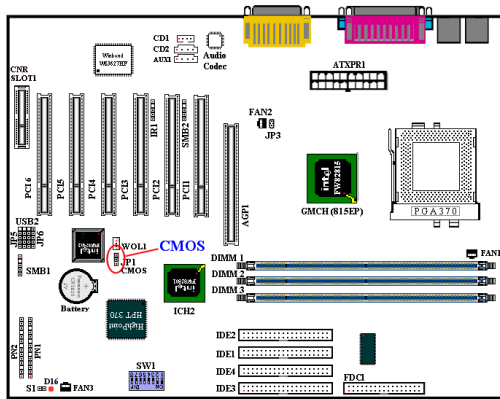 CD1
CD2
AUX1
Audio
Codec
Winbond
CNR
SLOT1
ATXPR1
FAN2
JP3
IR1
SMB2
intel
FW82815
GMCH (815EP)
PGA370
PCI6
PCI5
PCI4
PCI3
PCI2
PCI1
AGP1
USB2
JP5
JP6
WOL1
CMOS
JP1
CMOS
SMB1
Battery
intel
ICH2
DIMM 1
DIMM 2
DIMM 3
FAN1
HighPoint
HPT 370
PN2
PN1
IDE2
IDE1
IDE4
IDE3
FDC1
SW1
S1
D16
FAN3